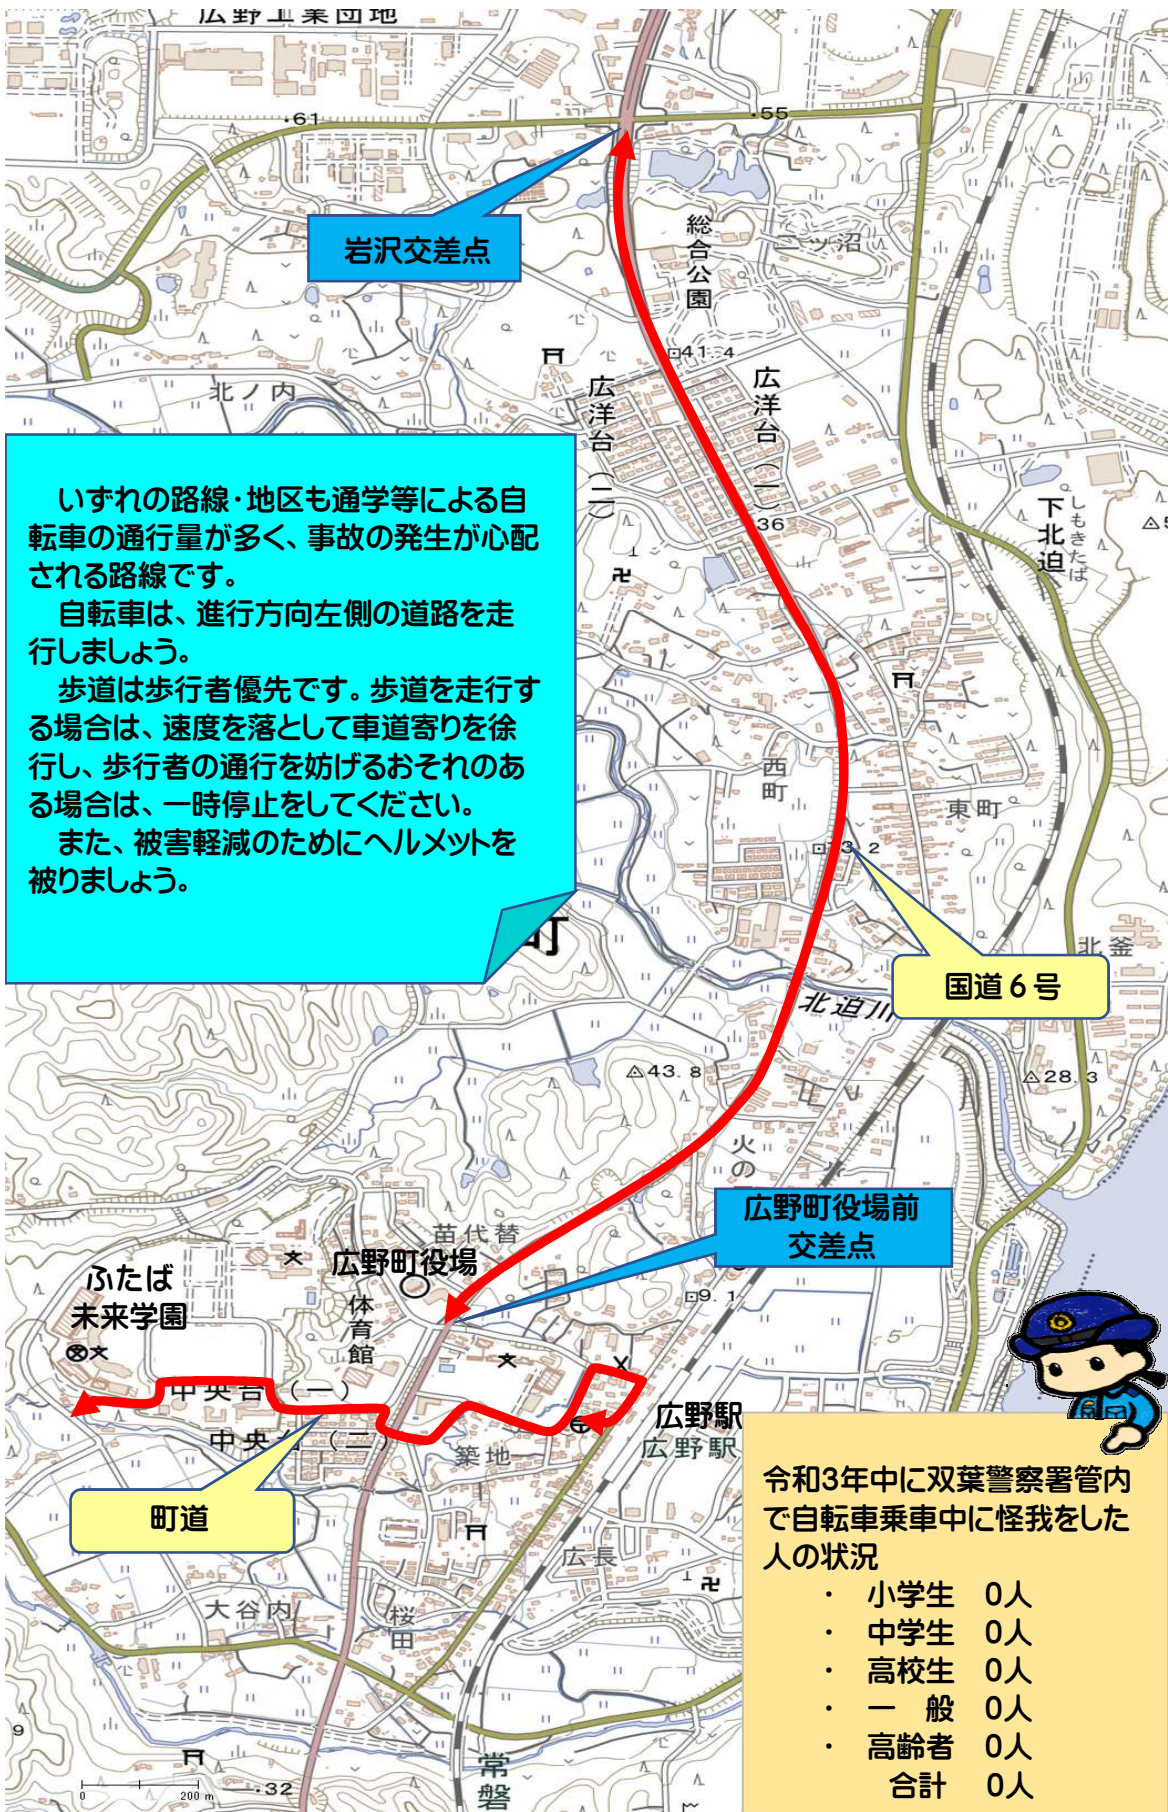 広野工業団地
・61
・55
岩沢交差点
総合公園
二ツ沼
41.4
北ノ内
広洋台(二)
広洋台(一)
36
下北迫
しもきたば
いずれの路線・地区も通学等による自
転車の通行量が多く、事故の発生が心配
される路線です。
自転車は、進行方向左側の道路を走
行しましょう。
歩道は歩行者優先です。歩道を走行す
る場合は、速度を落として車道寄りを徐
行し、歩行者の通行を妨げるおそれのあ
る場合は、一時停止をしてください。
また、被害軽減のためにヘルメットを
被りましょう。
町
西町
東町
3.2
北釜
国道6号
北迫川
43.8
28.3
火の
広野町役場前
交差点
苗代替
広野町役場
ふたば
未来学園
体育館
9.1
5
中央台(一)
中央台(二)
広野駅
広野駅
築地
町道
広長
大谷内
桜田
9
・32
0
200m
常磐
令和3年中に双葉警察署管内
で自転車乗車中に怪我をした
人の状況
・ 小学生 0人
・ 中学生 0人
・ 高校生 0人
・ 一 般 0人
・ 高齢者 0人
合計 0人